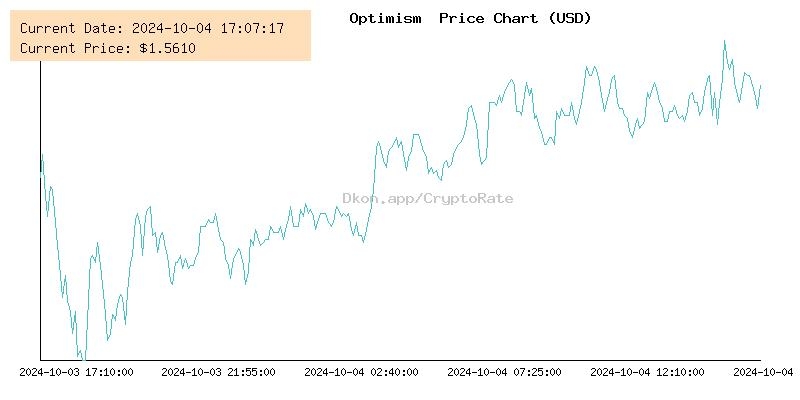 Optimism Price Chart (USD)
Current Date: 2024-10-04 17:07:17
Current Price: $1.5610
Dkon.app/CryptoRate
2024-10-03 17:10:00 2024-10-03 21:55:00 2024-10-04 02:40:00 2024-10-04 07:25:00 2024-10-04 12:10:00 2024-10-04